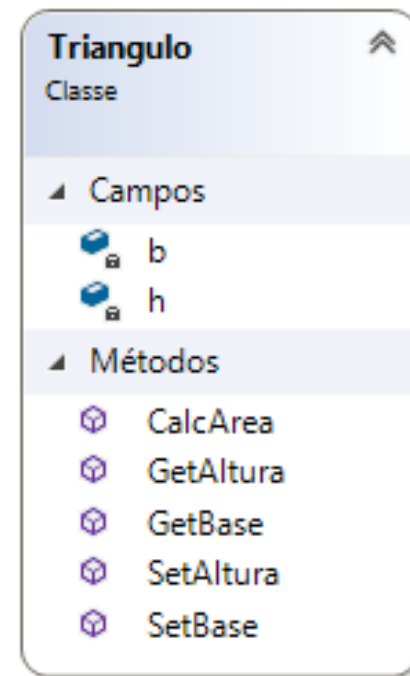 Triangulo
Classe
Campos
b
h
Métodos
CalcArea
GetAltura
GetBase
SetAltura
SetBase